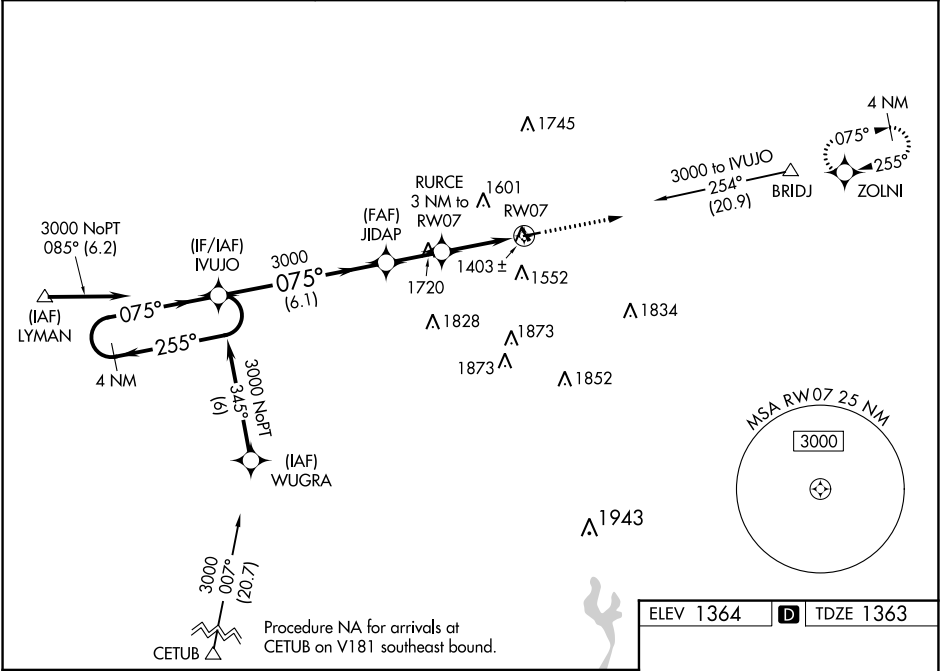 1745
4 NM
075°
255°
ZOLNI
3000 to IVUJO
254°
(20.9)
BRIDJ
RURCE
3 NM to
RW07
1601
RW07
(FAF)
JIDAP
1403 ±
1720
1552
3000 NoPT
085° (6.2)
(IF/IAF)
IVUJO
3000
075°
(6.1)
(IAF)
LYMAN
075°
255°
4 NM
1828
1873
1873
1834
1852
3000 NoPT
345°
(6)
(IAF)
WUGRA
MSA RW07 25 NM
3000
1943
3000
007°
(20.7)
CETUB
Procedure NA for arrivals at
CETUB on V181 southeast bound.
ELEV 1364 D TDZE 1363